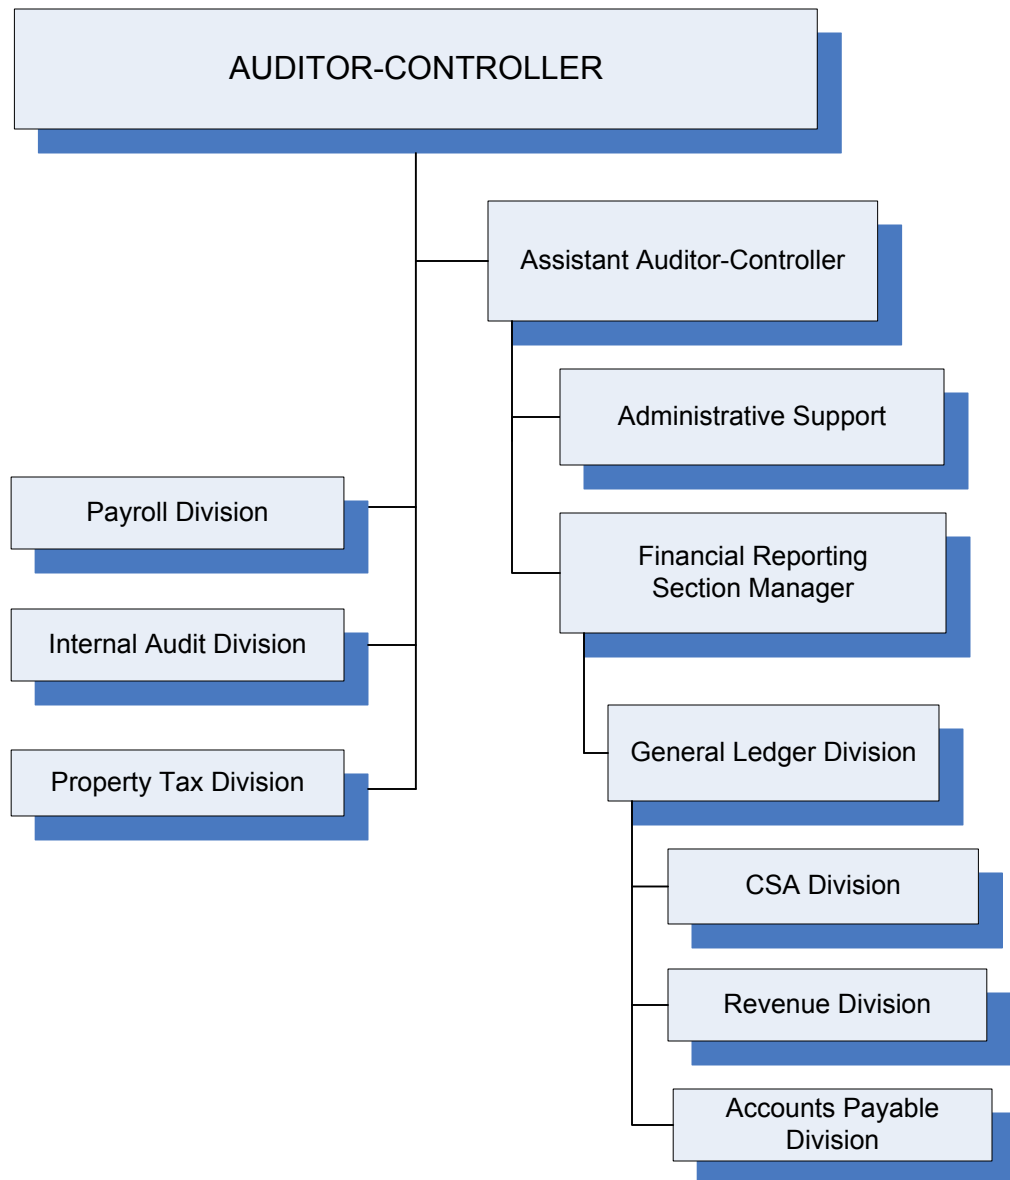 AUDITOR-CONTROLLER
Assistant Auditor-Controller
Administrative Support
Payroll Division
Financial Reporting
Section Manager
Internal Audit Division
General Ledger Division
Property Tax Division
CSA Division
Revenue Division
Accounts Payable
Division